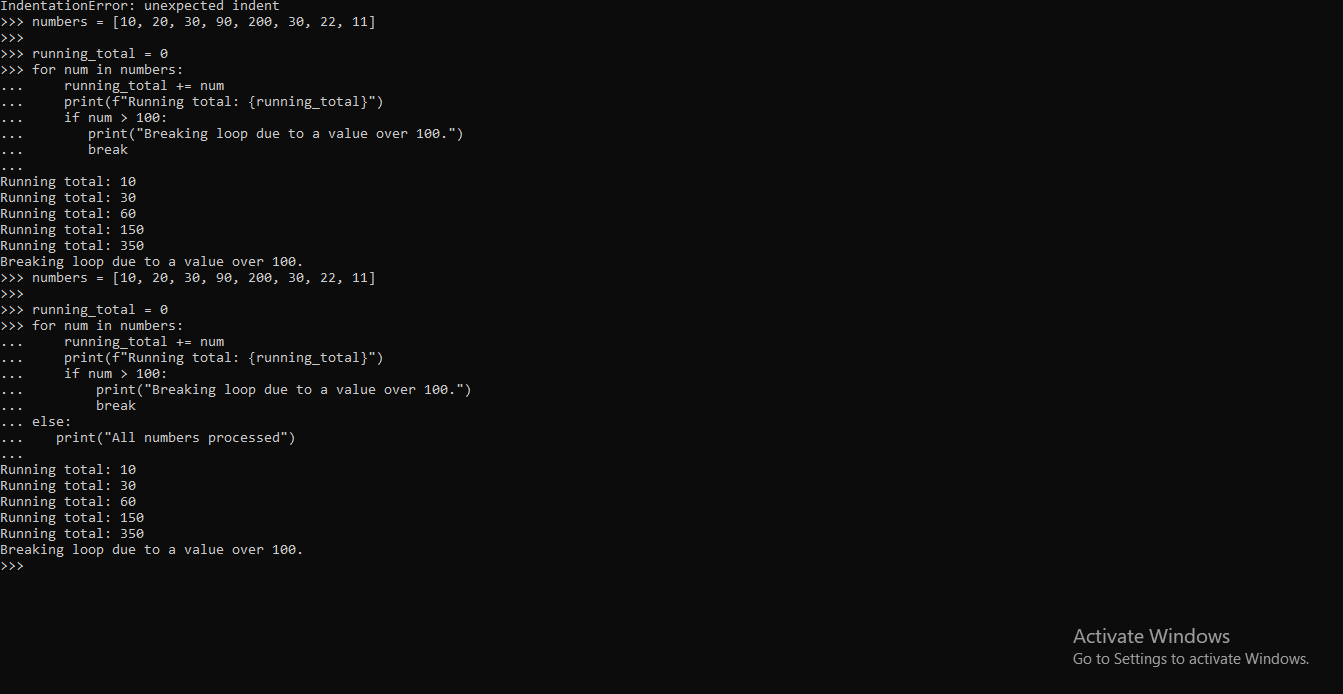 IndentationError: unexpected indent
>>> numbers = [10, 20, 30, 90, 200, 30, 22, 11]
>>>
>>> running_total = 0
>>> for num in numbers:
...     running_total += num
...     print(f"Running total: {running_total}")
...     if num > 100:
...        print("Breaking loop due to a value over 100.")
...        break
...
Running total: 10
Running total: 30
Running total: 60
Running total: 150
Running total: 350
Breaking loop due to a value over 100.
>>> numbers = [10, 20, 30, 90, 200, 30, 22, 11]
>>>
>>> running_total = 0
>>> for num in numbers:
...     running_total += num
...     print(f"Running total: {running_total}")
...     if num > 100:
...         print("Breaking loop due to a value over 100.")
...         break
... else:
...    print("All numbers processed")
...
Running total: 10
Running total: 30
Running total: 60
Running total: 150
Running total: 350
Breaking loop due to a value over 100.
>>>
Activate Windows
Go to Settings to activate Windows.